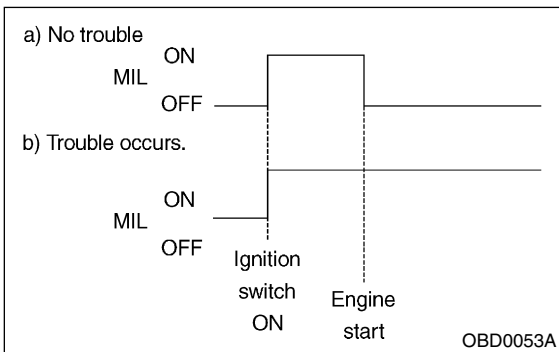 a) No trouble
ON
MIL
OFF
b) Trouble occurs.
ON
MIL
OFF
Ignition
switch
ON
Engine
start
OBD0053A